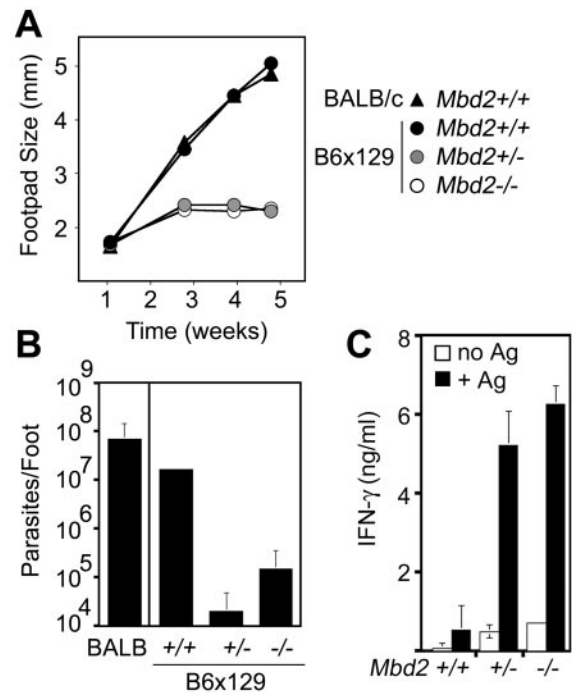 A
Footpad Size (mm)
5
4
3
2
1 2 3 4 5
Time (weeks)
BALB/c ▲ Mbd2+/+
● Mbd2+/+
B6x129 ● Mbd2+/-
○ Mbd2-/-
B
Parasites/Foot
10^9
10^8
10^7
10^6
10^5
10^4
BALB +/+ +/- -/-
B6x129
C
IFN-γ (ng/ml)
8
6
4
2
□ no Ag
■ + Ag
Mbd2 +/+ +/- -/-